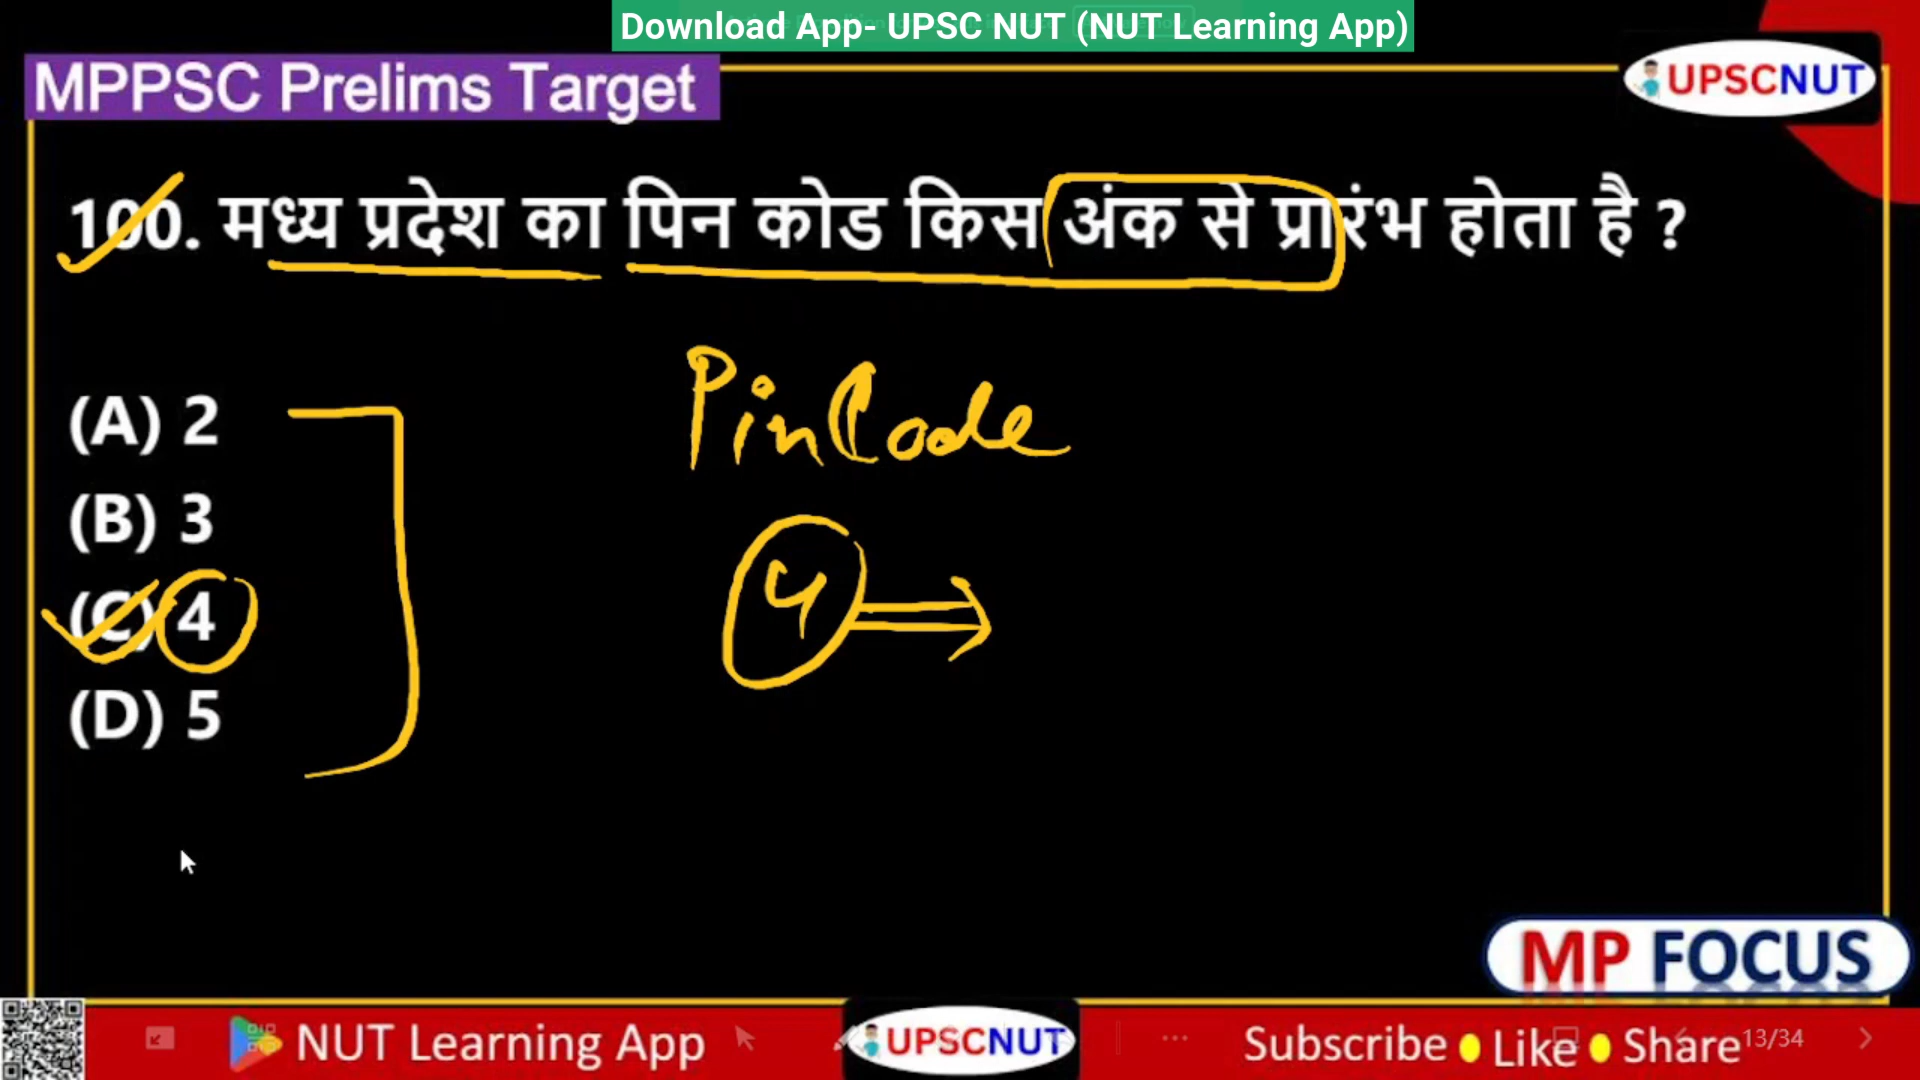 Download App- UPSC NUT (NUT Learning App)
MPPSC Prelims Target
UPSCNUT
100. मध्य प्रदेश का पिन कोड किस अंक से प्रारंभ होता है ?
PinCode
(A) 2
(B) 3
(C) 4
(D) 5
4
MP FOCUS
NUT Learning App
UPSCNUT
Subscribe ● Like ● Share
13/34